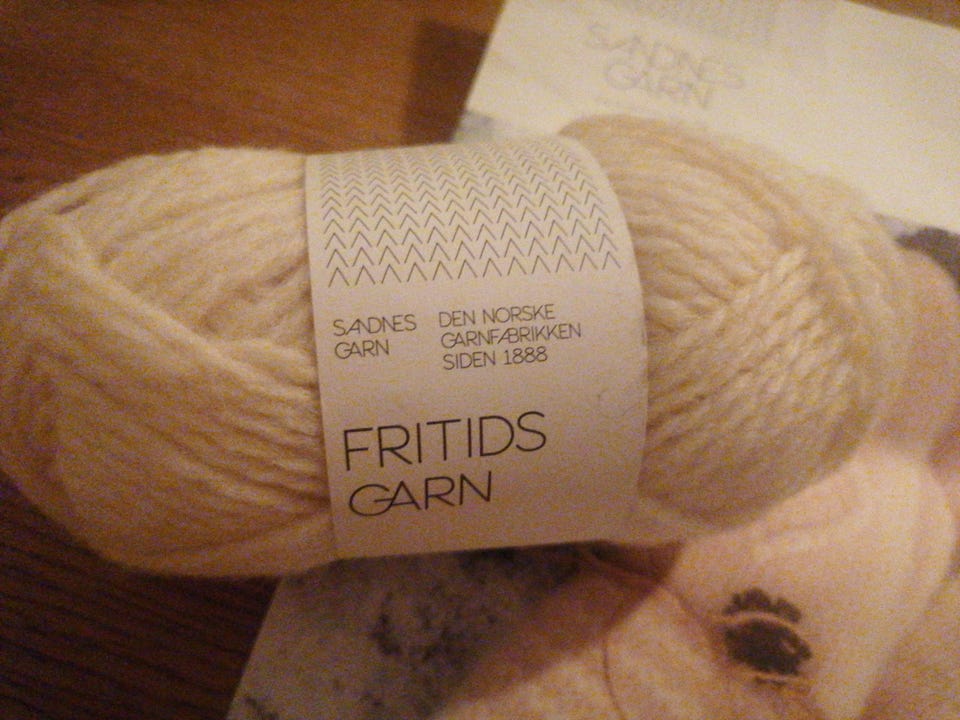 SANDNES
GARN
SANDNES
GARN
DEN NORSKE
GARNFABRIKKEN
SIDEN 1888
FRITIDS
GARN